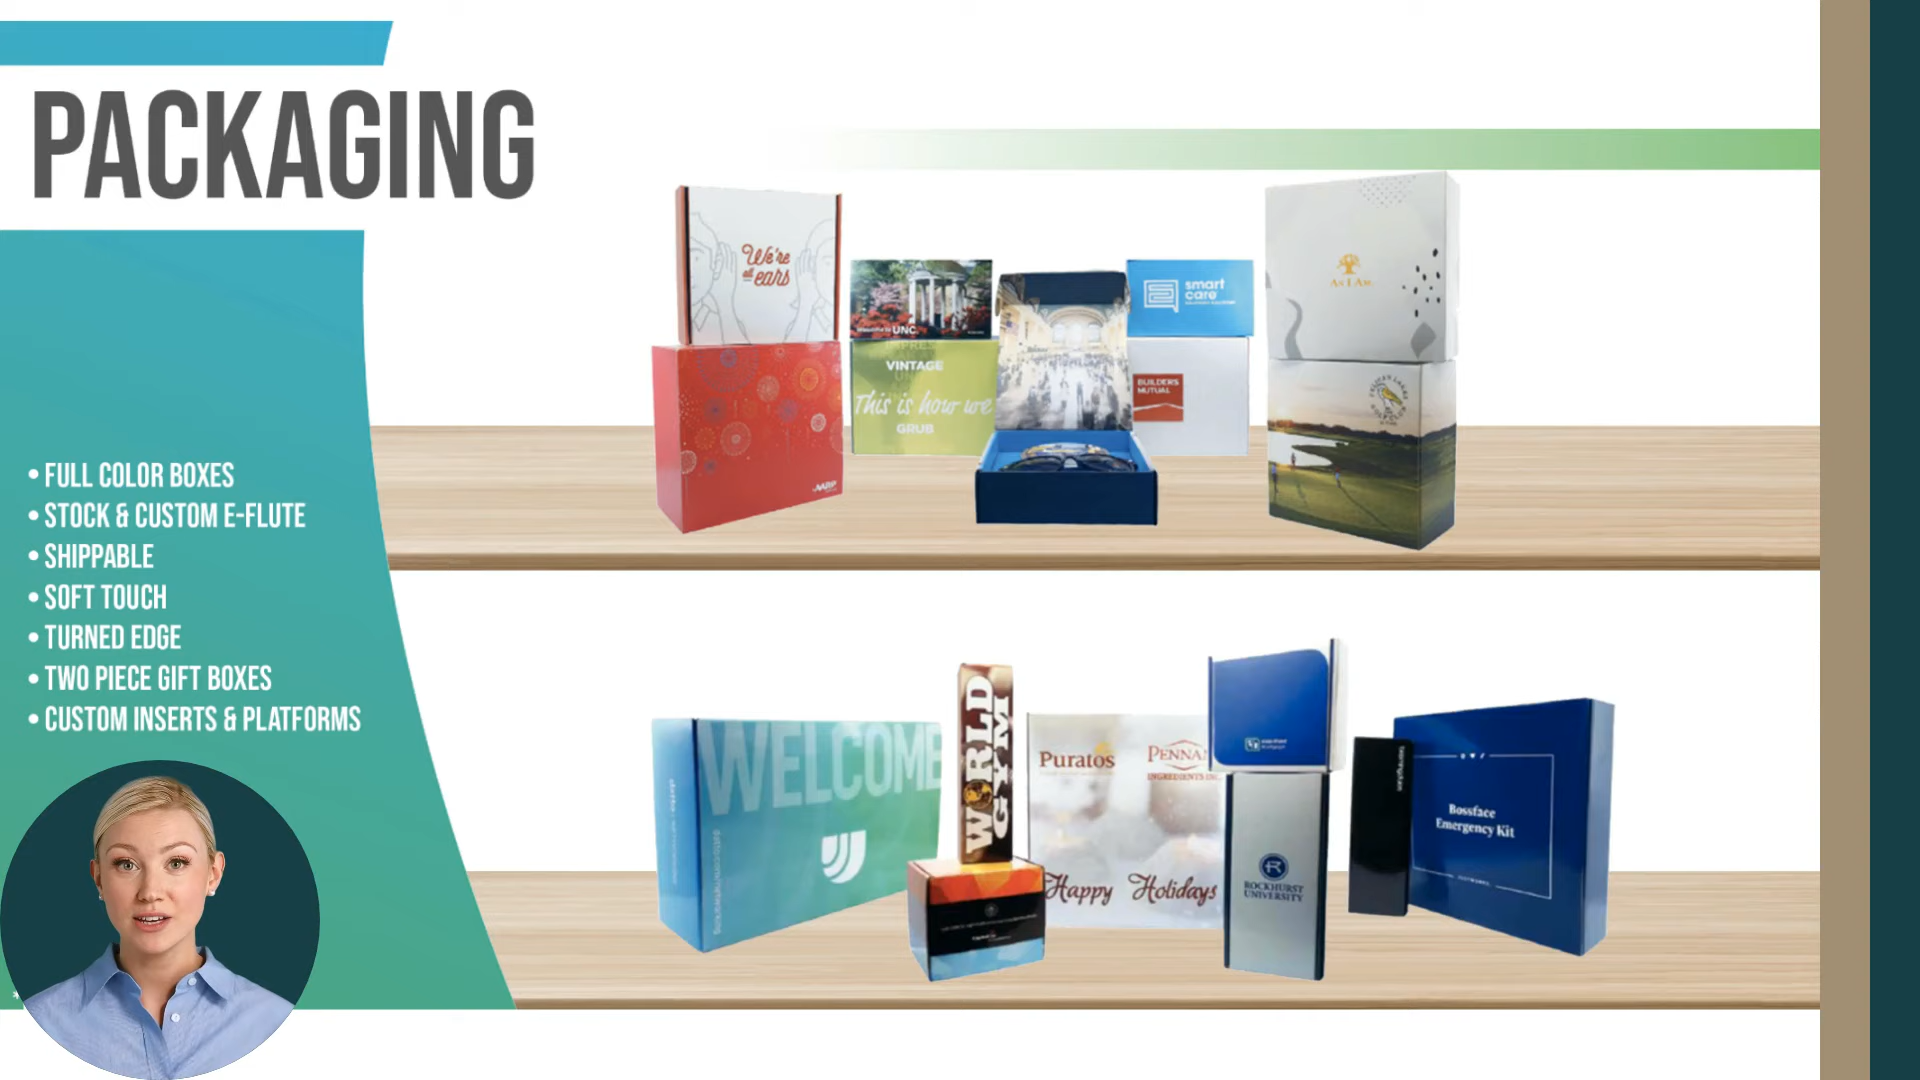 PACKAGING
• FULL COLOR BOXES
• STOCK & CUSTOM E-FLUTE
• SHIPPABLE
• SOFT TOUCH
• TURNED EDGE
• TWO PIECE GIFT BOXES
• CUSTOM INSERTS & PLATFORMS
*
We're
all
ears
AARP
UNC
VINTAGE
This is how we
GRUB
smart
care
BUILDERS
MUTUAL
WELCOME
WORLD
GYM
Puratos
INGREDIENTS INC.
Happy Holidays
ROCKHURST
UNIVERSITY
Bossface
Emergency Kit